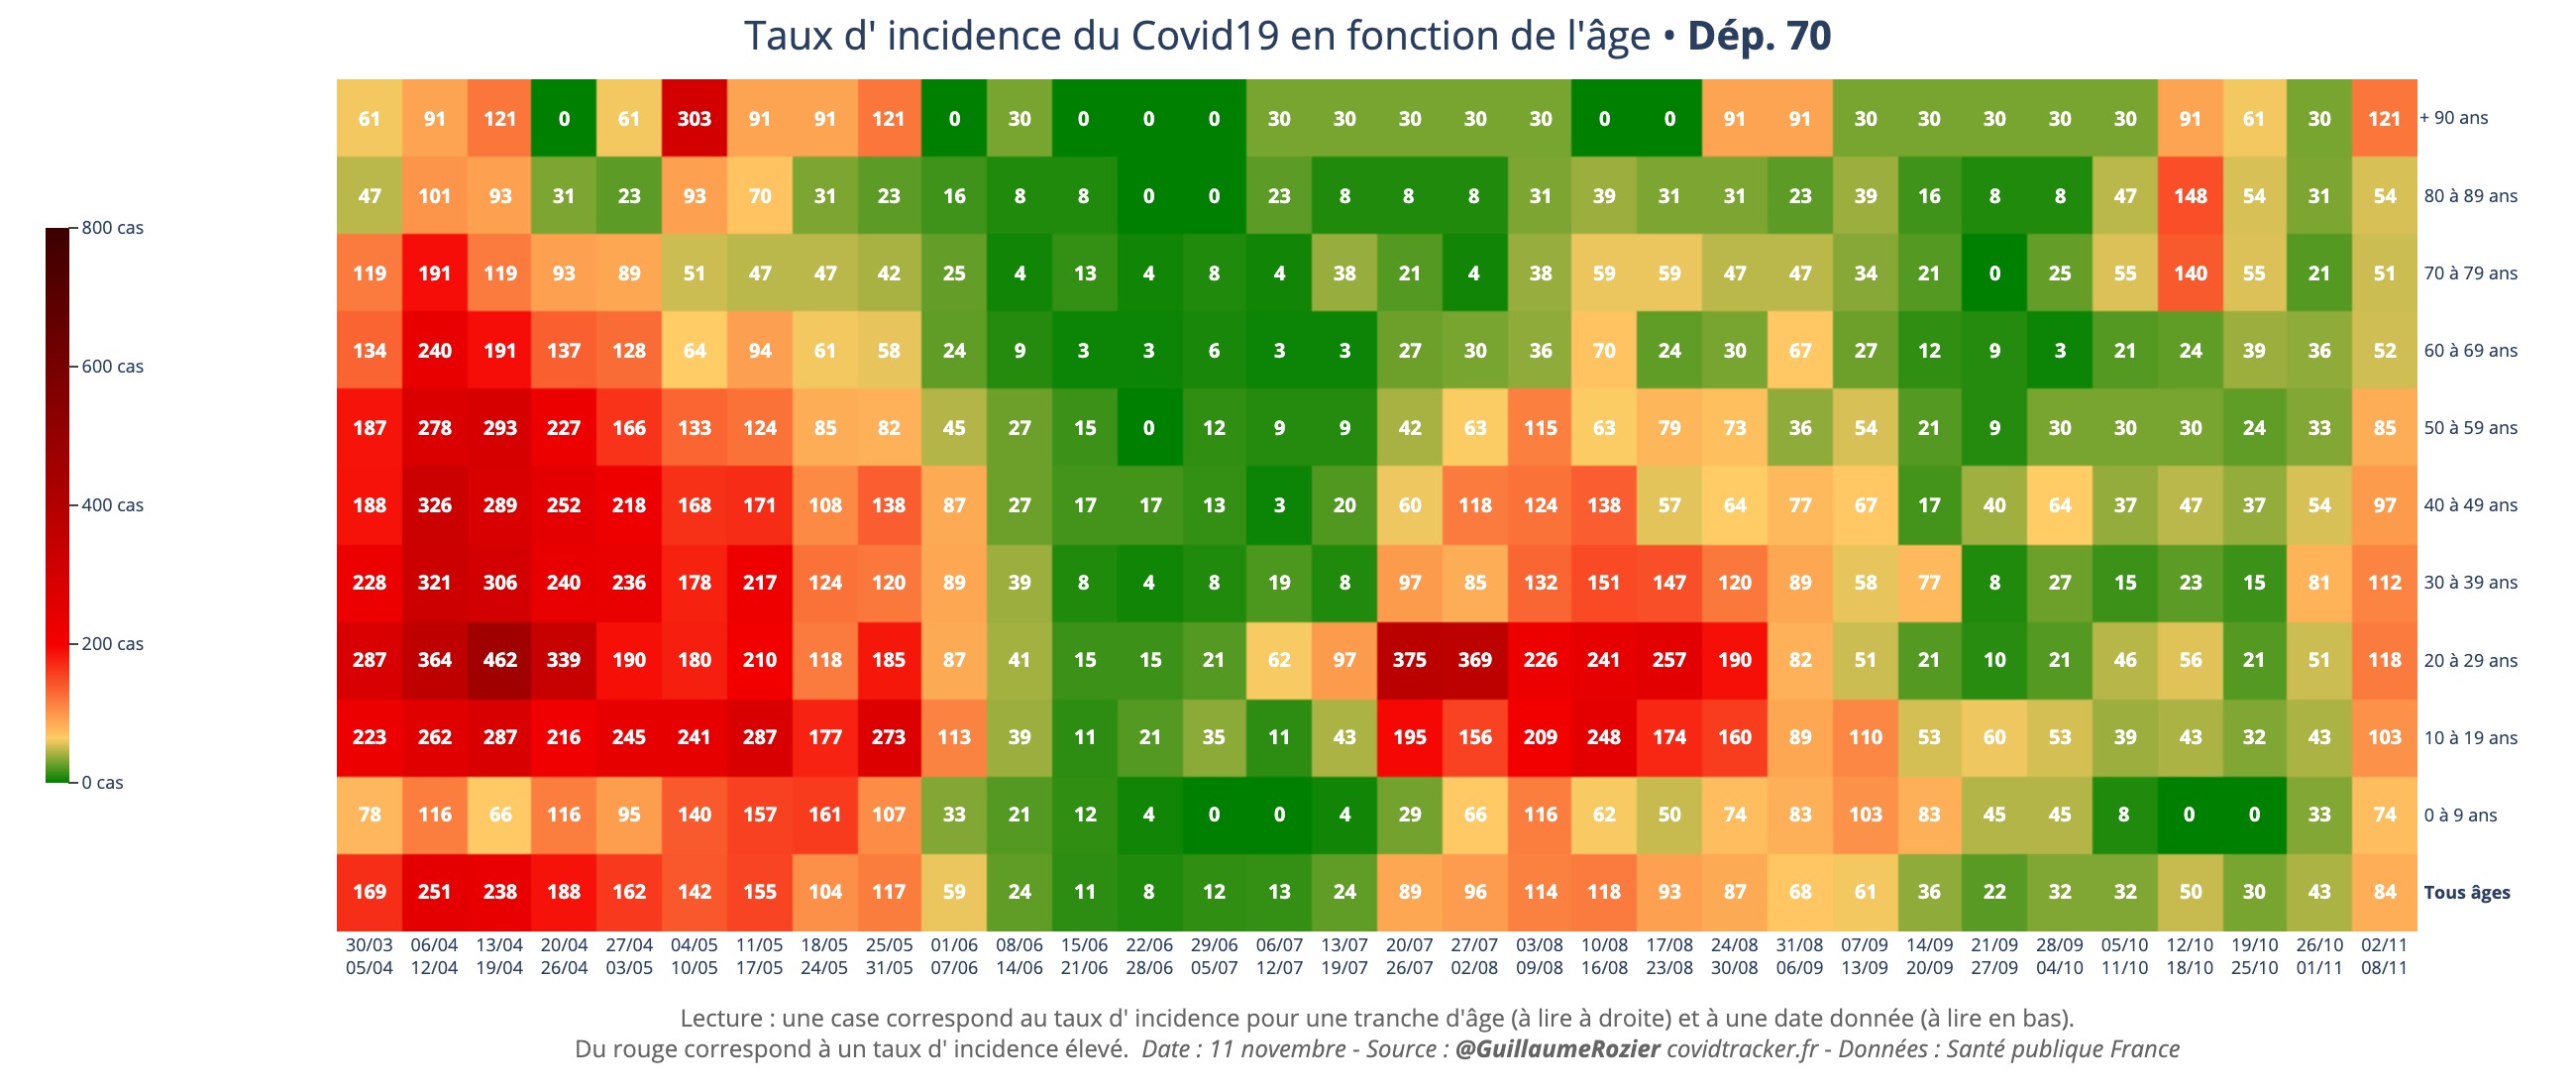 Taux d' incidence du Covid19 en fonction de l'âge • Dép. 70
61 91 121 0 61 303 91 91 121 0 30 0 0 0 30 30 30 30 30 0 0 91 91 30 30 30 30 30 91 61 30 121 + 90 ans
47 101 93 31 23 93 70 31 23 16 8 8 0 0 23 8 8 8 31 39 31 31 23 39 16 8 8 47 148 54 31 54 80 à 89 ans
800 cas
119 191 119 93 89 51 47 47 42 25 4 13 4 8 4 38 21 4 38 59 59 47 47 34 21 0 25 55 140 55 21 51 70 à 79 ans
134 240 191 137 128 64 94 61 58 24 9 3 3 6 3 3 27 30 36 70 24 30 67 27 12 9 3 21 24 39 36 52 60 à 69 ans
600 cas
187 278 293 227 166 133 124 85 82 45 27 15 0 12 9 9 42 63 115 63 79 73 36 54 21 9 30 30 30 24 33 85 50 à 59 ans
400 cas
188 326 289 252 218 168 171 108 138 87 27 17 17 13 3 20 60 118 124 138 57 64 77 67 17 40 64 37 47 37 54 97 40 à 49 ans
228 321 306 240 236 178 217 124 120 89 39 8 4 8 19 8 97 85 132 151 147 120 89 58 77 8 27 15 23 15 81 112 30 à 39 ans
200 cas
287 364 462 339 190 180 210 118 185 87 41 15 15 21 62 97 375 369 226 241 257 190 82 51 21 10 21 46 56 21 51 118 20 à 29 ans
223 262 287 216 245 241 287 177 273 113 39 11 21 35 11 43 195 156 209 248 174 160 89 110 53 60 53 39 43 32 43 103 10 à 19 ans
0 cas
78 116 66 116 95 140 157 161 107 33 21 12 4 0 0 4 29 66 116 62 50 74 83 103 83 45 45 8 0 0 33 74 0 à 9 ans
169 251 238 188 162 142 155 104 117 59 24 11 8 12 13 24 89 96 114 118 93 87 68 61 36 22 32 32 50 30 43 84 Tous âges
30/03 06/04 13/04 20/04 27/04 04/05 11/05 18/05 25/05 01/06 08/06 15/06 22/06 29/06 06/07 13/07 20/07 27/07 03/08 10/08 17/08 24/08 31/08 07/09 14/09 21/09 28/09 05/10 12/10 19/10 26/10 02/11
05/04 12/04 19/04 26/04 03/05 10/05 17/05 24/05 31/05 07/06 14/06 21/06 28/06 05/07 12/07 19/07 26/07 02/08 09/08 16/08 23/08 30/08 06/09 13/09 20/09 27/09 04/10 11/10 18/10 25/10 01/11 08/11
Lecture : une case correspond au taux d' incidence pour une tranche d'âge (à lire à droite) et à une date donnée (à lire en bas).
Du rouge correspond à un taux d' incidence élevé. Date : 11 novembre - Source : @GuillaumeRozier covidtracker.fr - Données : Santé publique France